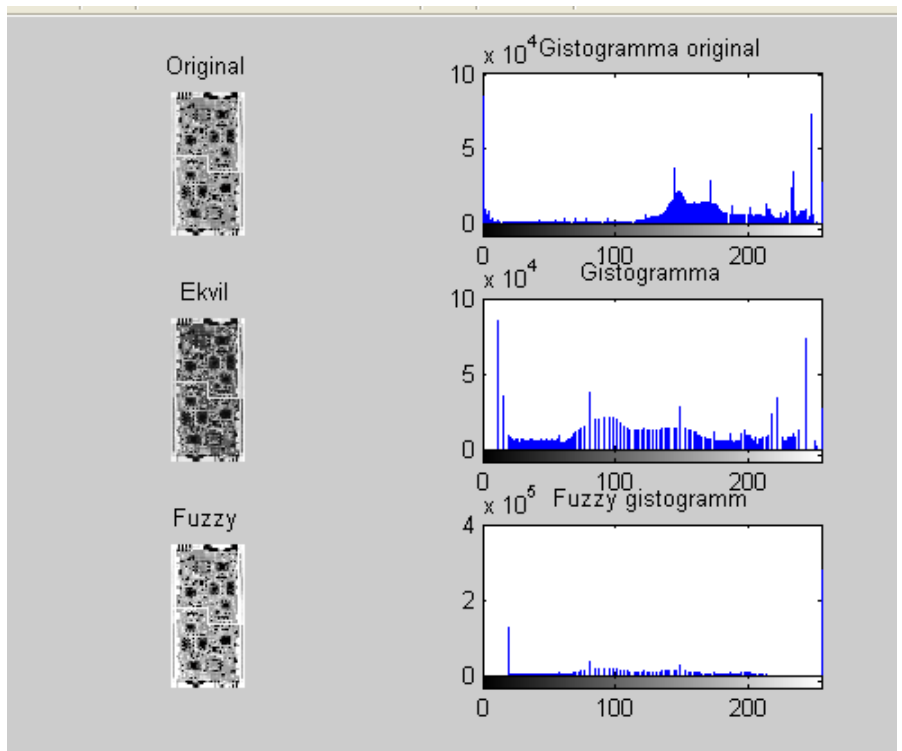 Original
x 10^4 Gistogramma original
10
5
0
0 100 200
Ekvil
x 10^4 Gistogramma
10
5
0
0 100 200
Fuzzy
x 10^5 Fuzzy gistogramm
4
2
0
0 100 200